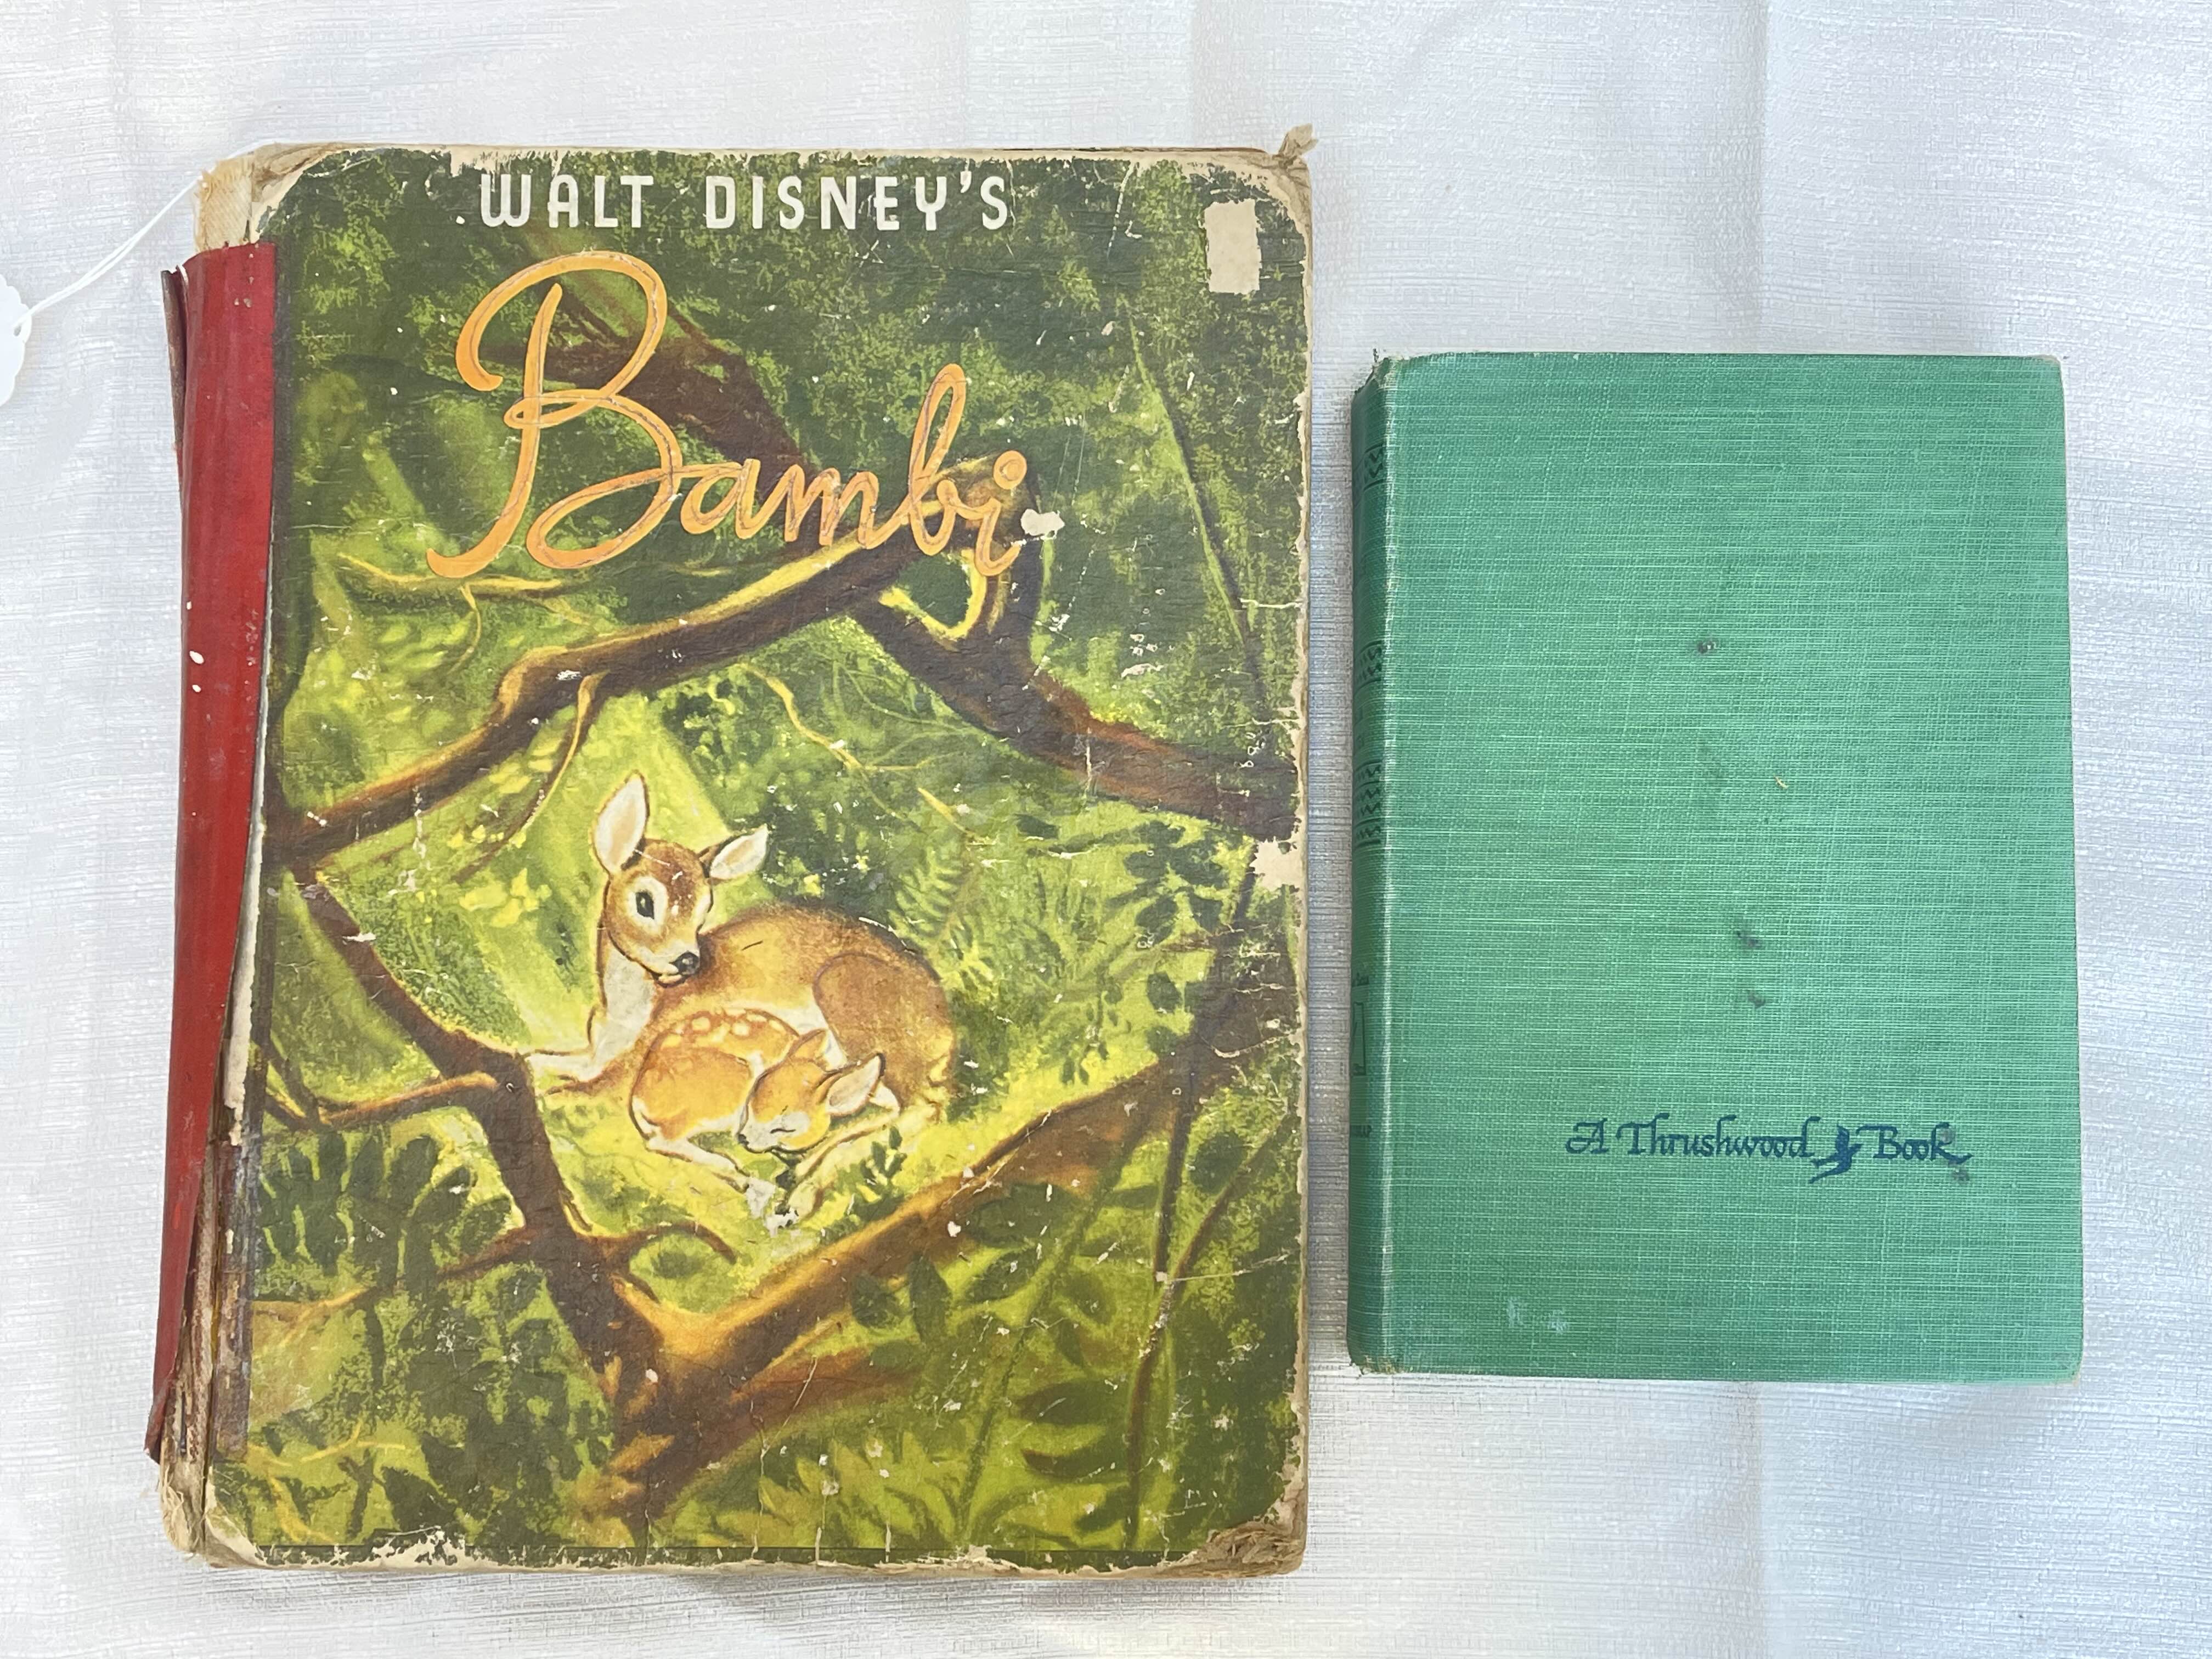 WALT DISNEY'S
Bambi
A Thrushwood Book